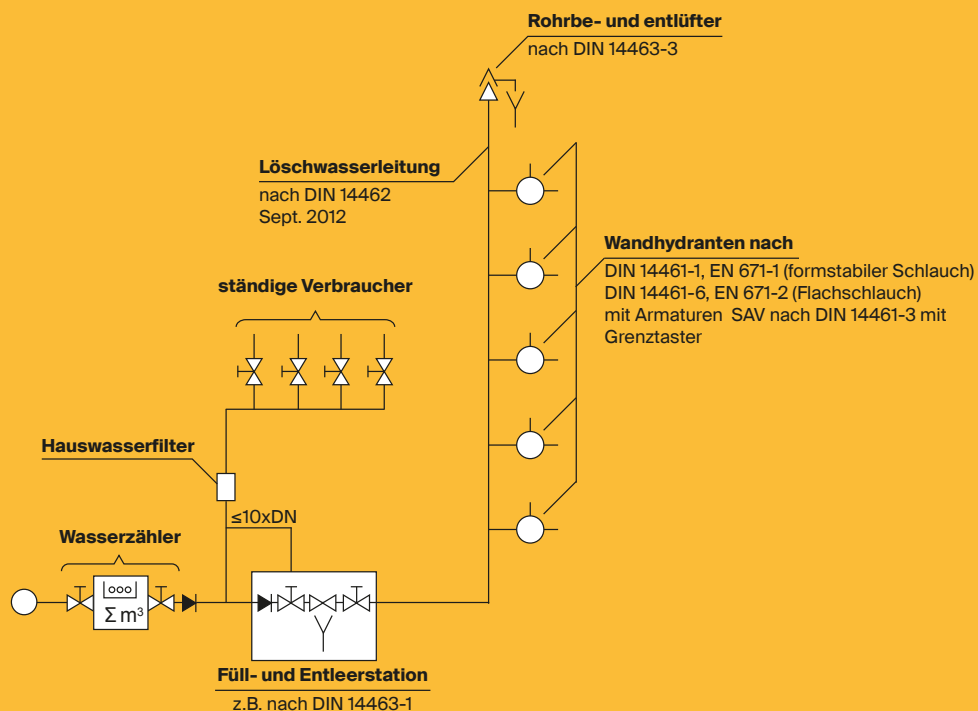 Rohrbe- und entlüfter
nach DIN 14463-3
Löschwasserleitung
nach DIN 14462
Sept. 2012
Wandhydranten nach
DIN 14461-1, EN 671-1 (formstabiler Schlauch)
DIN 14461-6, EN 671-2 (Flachschlauch)
mit Armaturen SAV nach DIN 14461-3 mit
Grenztaster
ständige Verbraucher
Hauswasserfilter
≤10xDN
Wasserzähler
ooo
Σ m³
Füll- und Entleerstation
z.B. nach DIN 14463-1